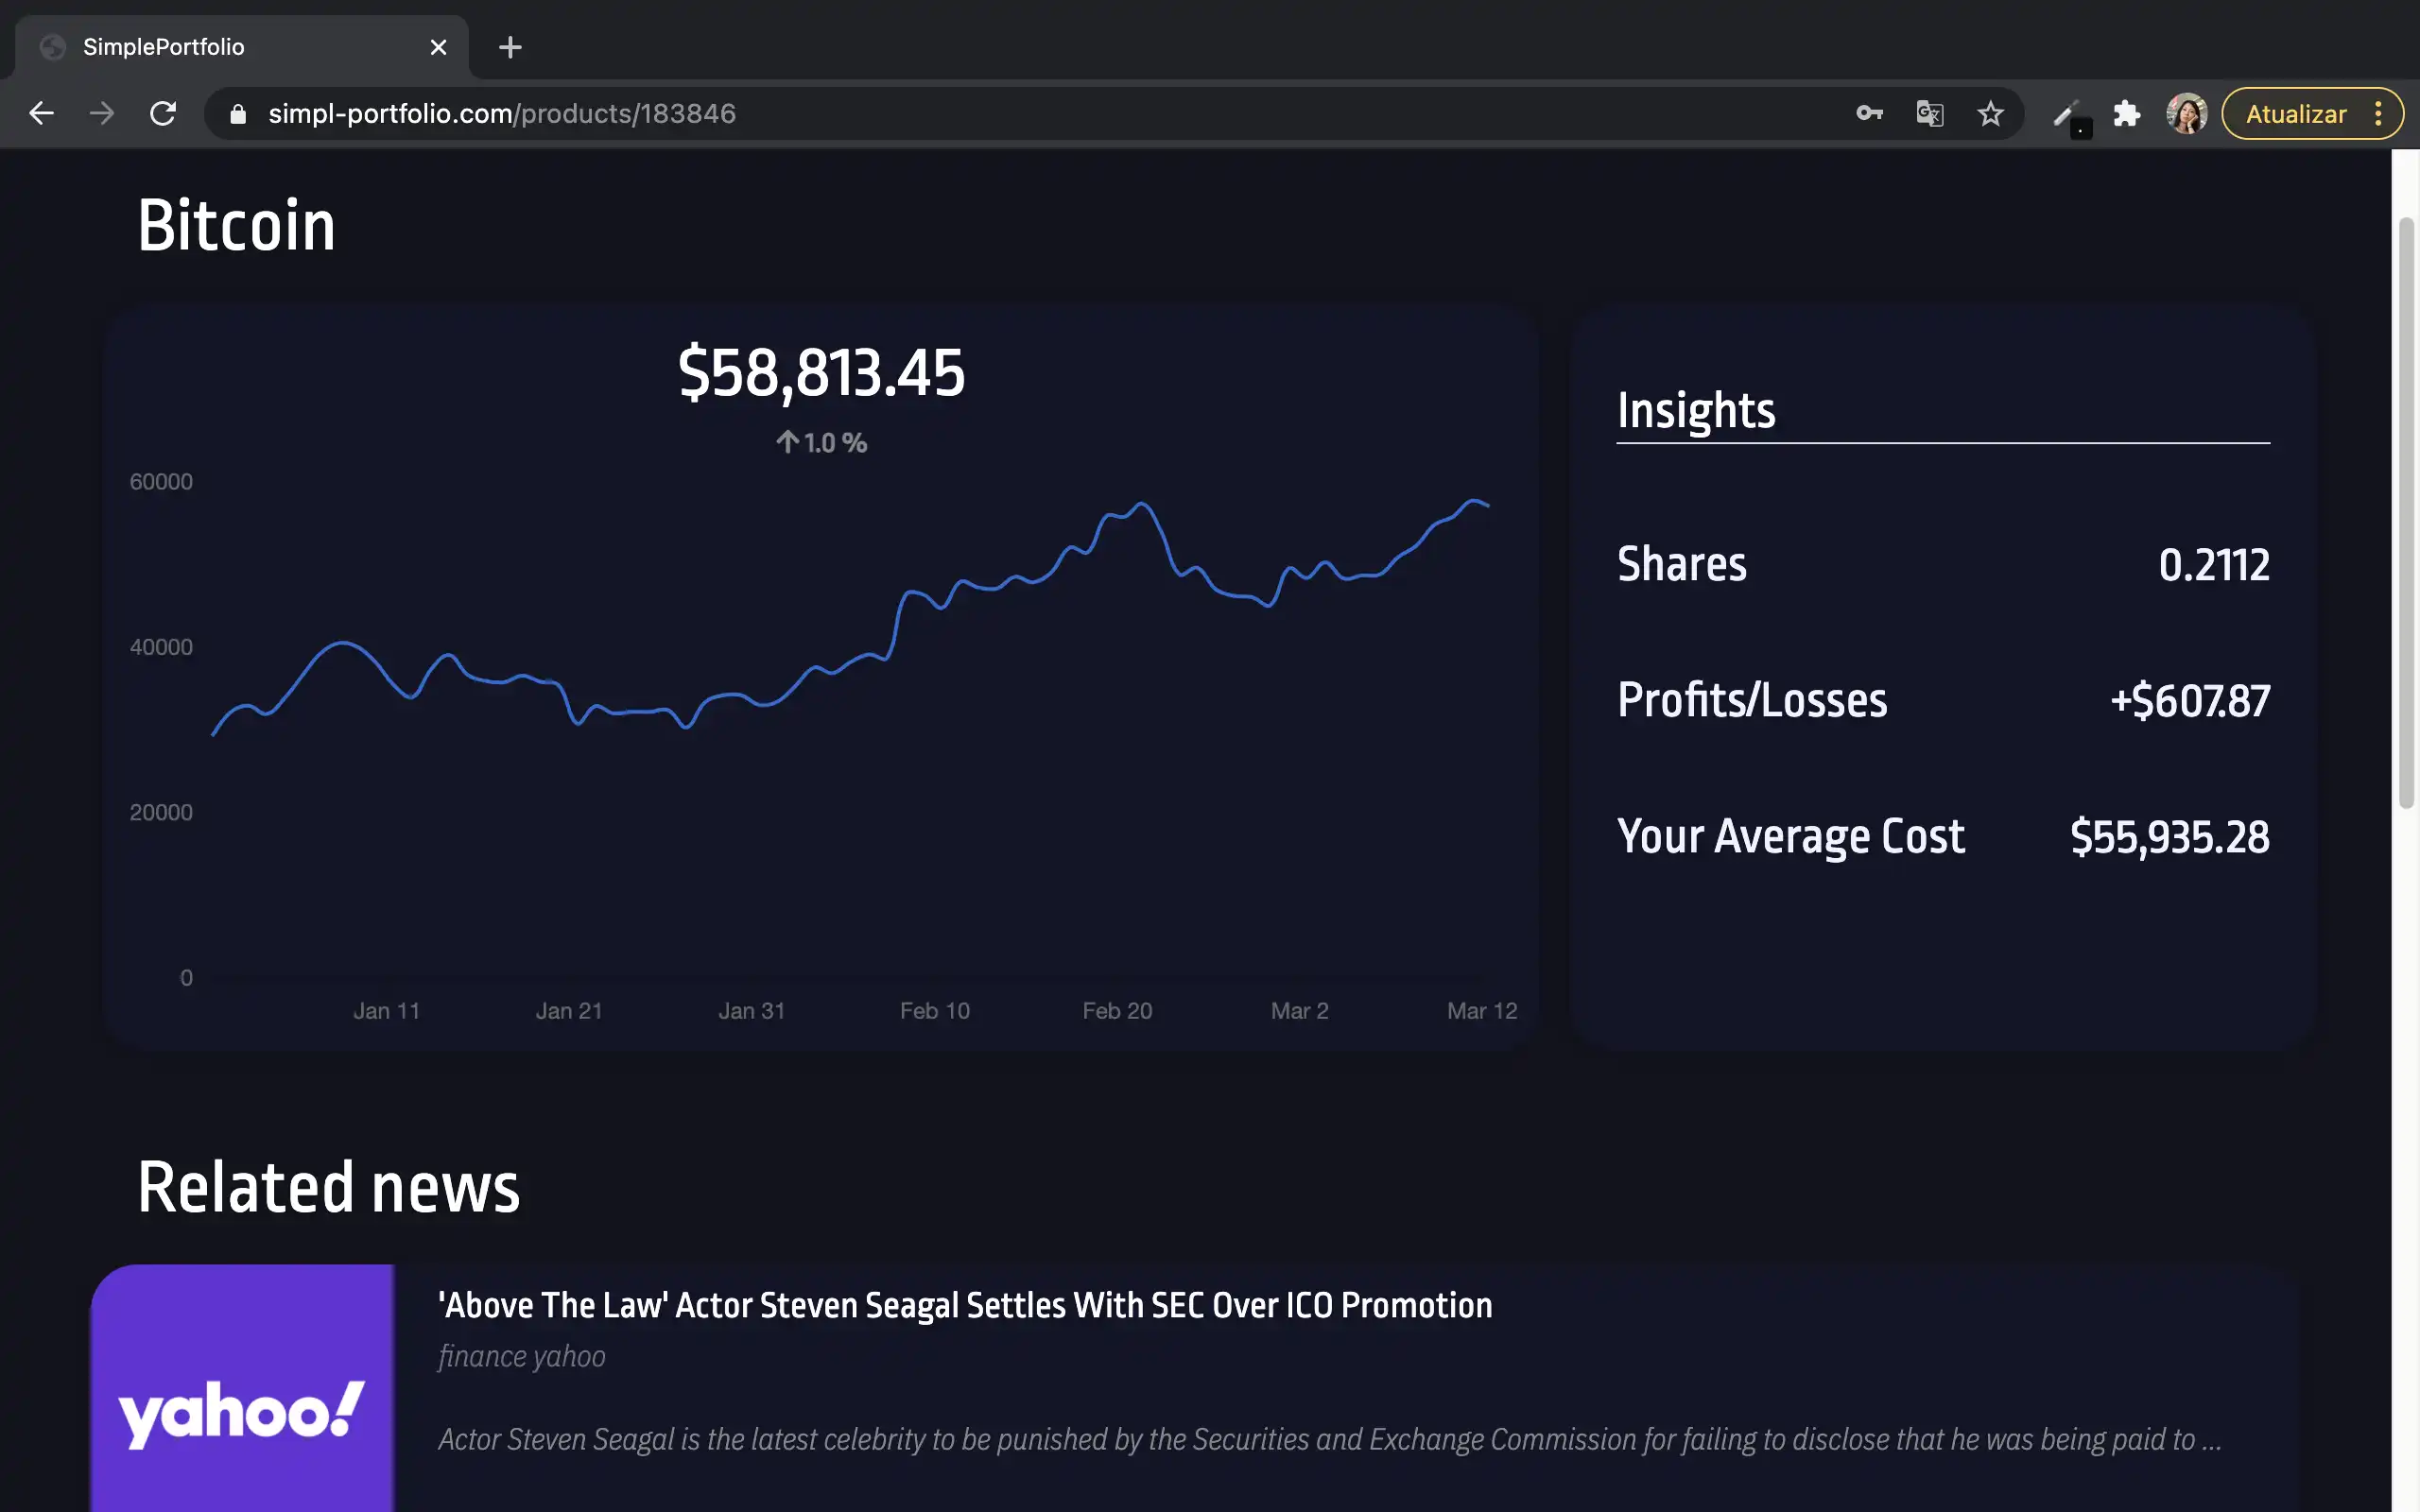 SimplePortfolio
simpl-portfolio.com/products/183846
Atualizar
Bitcoin
$58,813.45
1.0 %
60000
40000
20000
0
Jan 11 Jan 21 Jan 31 Feb 10 Feb 20 Mar 2 Mar 12
Insights
Shares 0.2112
Profits/Losses +$607.87
Your Average Cost $55,935.28
Related news
yahoo!
'Above The Law' Actor Steven Seagal Settles With SEC Over ICO Promotion
finance yahoo
Actor Steven Seagal is the latest celebrity to be punished by the Securities and Exchange Commission for failing to disclose that he was being paid to ...